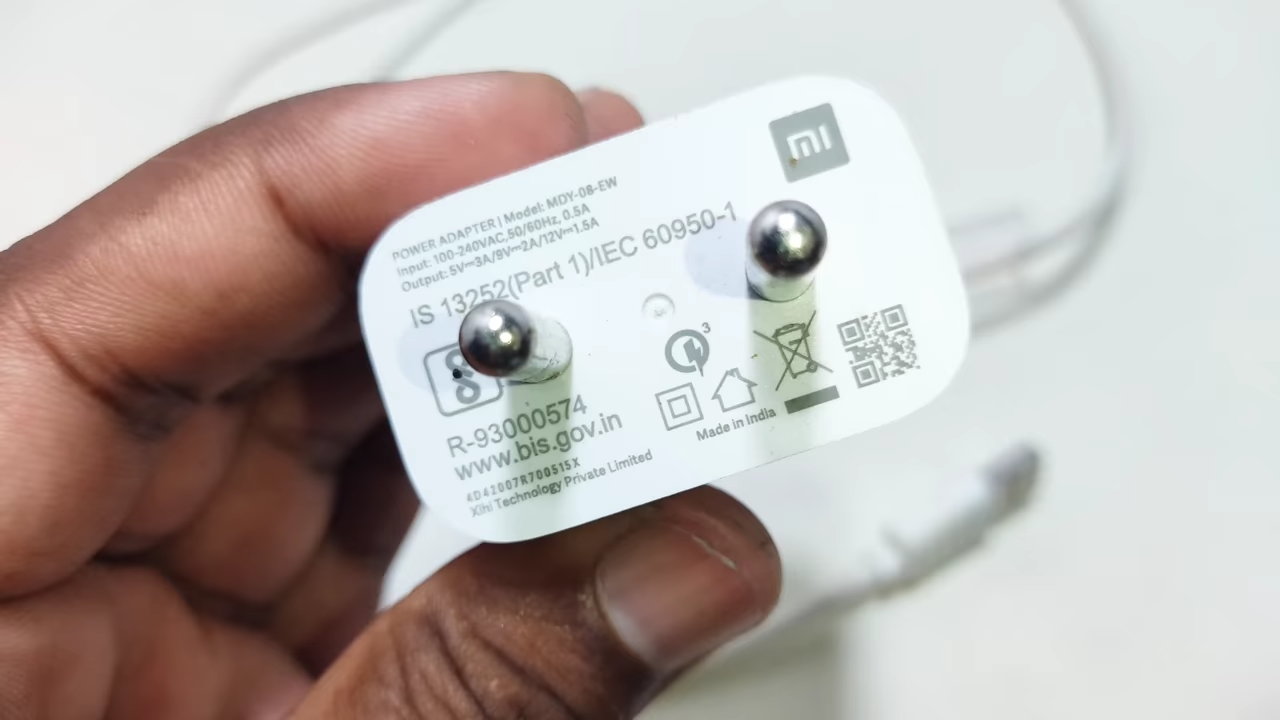 mi
POWER ADAPTER | Model: MDY-08-EW
Input: 100-240VAC,50/60Hz, 0.5A
Output: 5V⎓3A/9V⎓2A/12V⎓1.5A
IS 13252(Part 1)/IEC 60950-1
3
R-93000574
www.bis.gov.in
4D42007R700515X
Xihi Technology Private Limited
Made in India